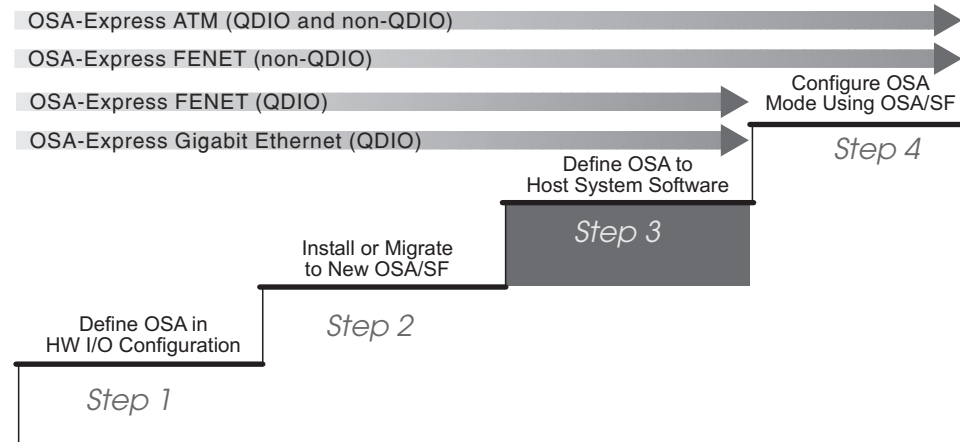 OSA-Express ATM (QDIO and non-QDIO)
OSA-Express FENET (non-QDIO)
OSA-Express FENET (QDIO)
OSA-Express Gigabit Ethernet (QDIO)
Configure OSA
Mode Using OSA/SF
Step 4
Define OSA to
Host System Software
Step 3
Install or Migrate
to New OSA/SF
Step 2
Define OSA in
HW I/O Configuration
Step 1